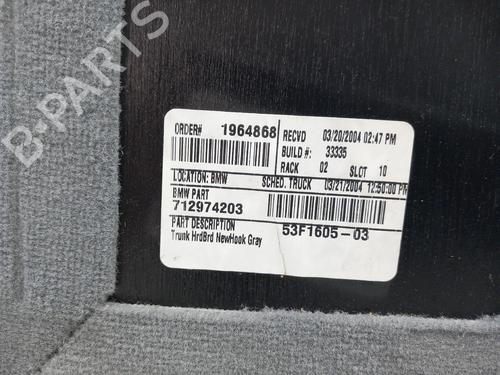 B-PARTS
ORDER# 1964868 RECVD 03/20/2004 02:47 PM
BUILD #: 33335
RACK 02 SLOT 10
LOCATION: BMW SCHED. TRUCK 03/21/2004 12:50:00 PM
BMW PART
712974203
53F1605-03
PART DESCRIPTION
Trunk HrdBrd NewHook Gray
B-PARTS